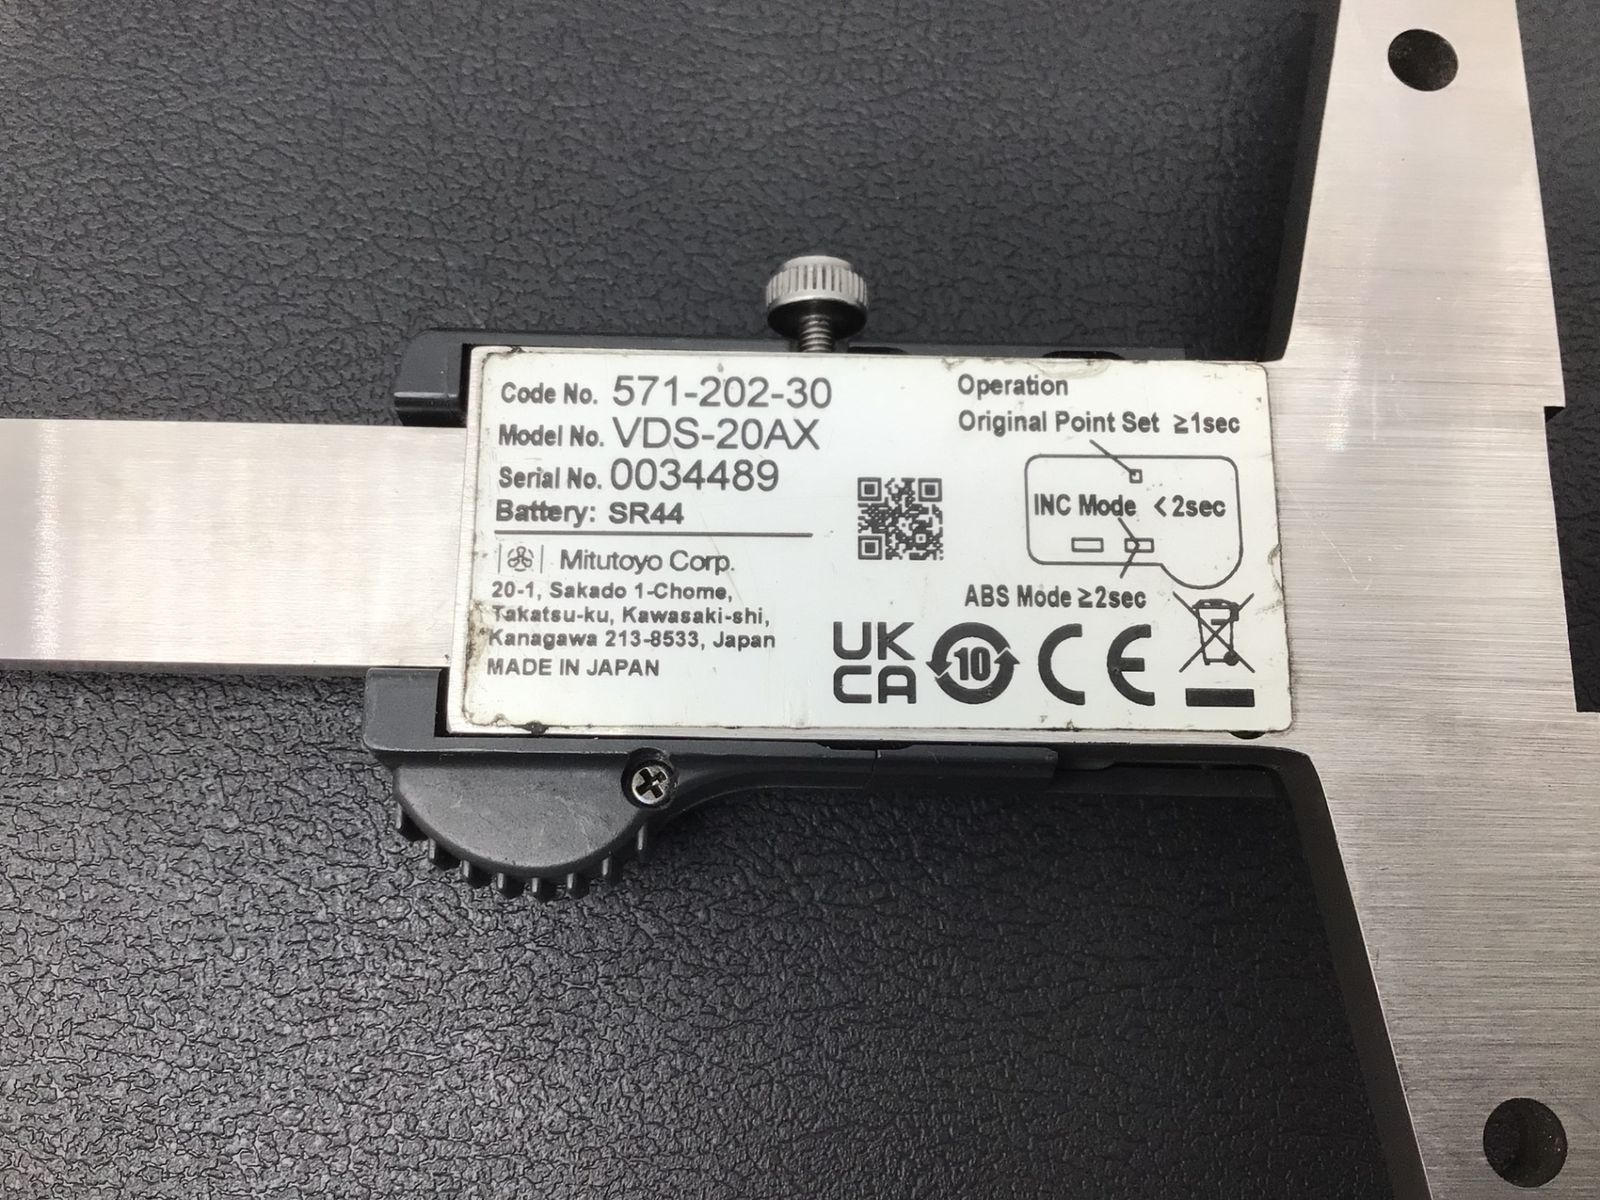 Code No. 571-202-30
Model No. VDS-20AX
Serial No. 0034489
Battery: SR44
Mitutoyo Corp.
20-1, Sakado 1-Chome,
Takatsu-ku, Kawasaki-shi,
Kanagawa 213-8533, Japan
MADE IN JAPAN
Operation
Original Point Set ≥1sec
INC Mode <2sec
ABS Mode ≥2sec
UK
CA
10
CE